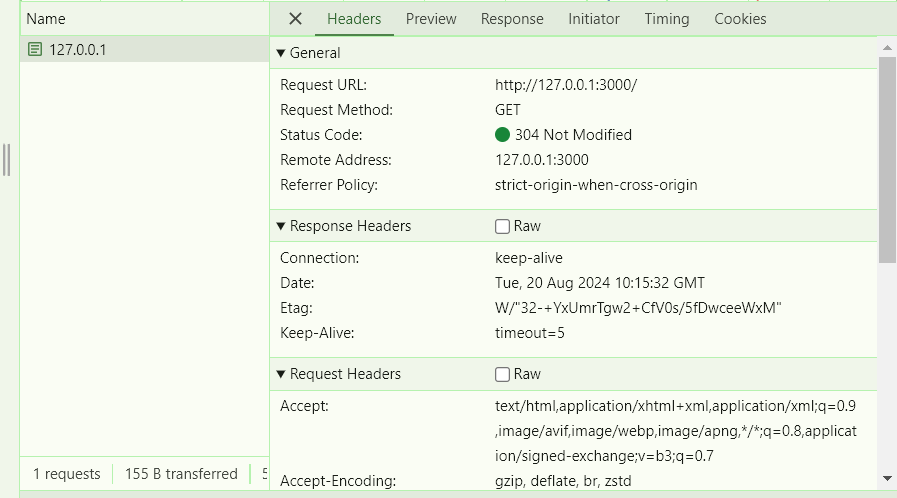 Name
Headers Preview Response Initiator Timing Cookies
127.0.0.1
General
Request URL: http://127.0.0.1:3000/
Request Method: GET
Status Code: 304 Not Modified
Remote Address: 127.0.0.1:3000
Referrer Policy: strict-origin-when-cross-origin
Response Headers Raw
Connection: keep-alive
Date: Tue, 20 Aug 2024 10:15:32 GMT
Etag: W/"32-+YxUmrTgw2+CfV0s/5fDwceeWxM"
Keep-Alive: timeout=5
Request Headers Raw
Accept: text/html,application/xhtml+xml,application/xml;q=0.9
,image/avif,image/webp,image/apng,*/*;q=0.8,applicat
ion/signed-exchange;v=b3;q=0.7
Accept-Encoding: gzip, deflate, br, zstd
1 requests 155 B transferred